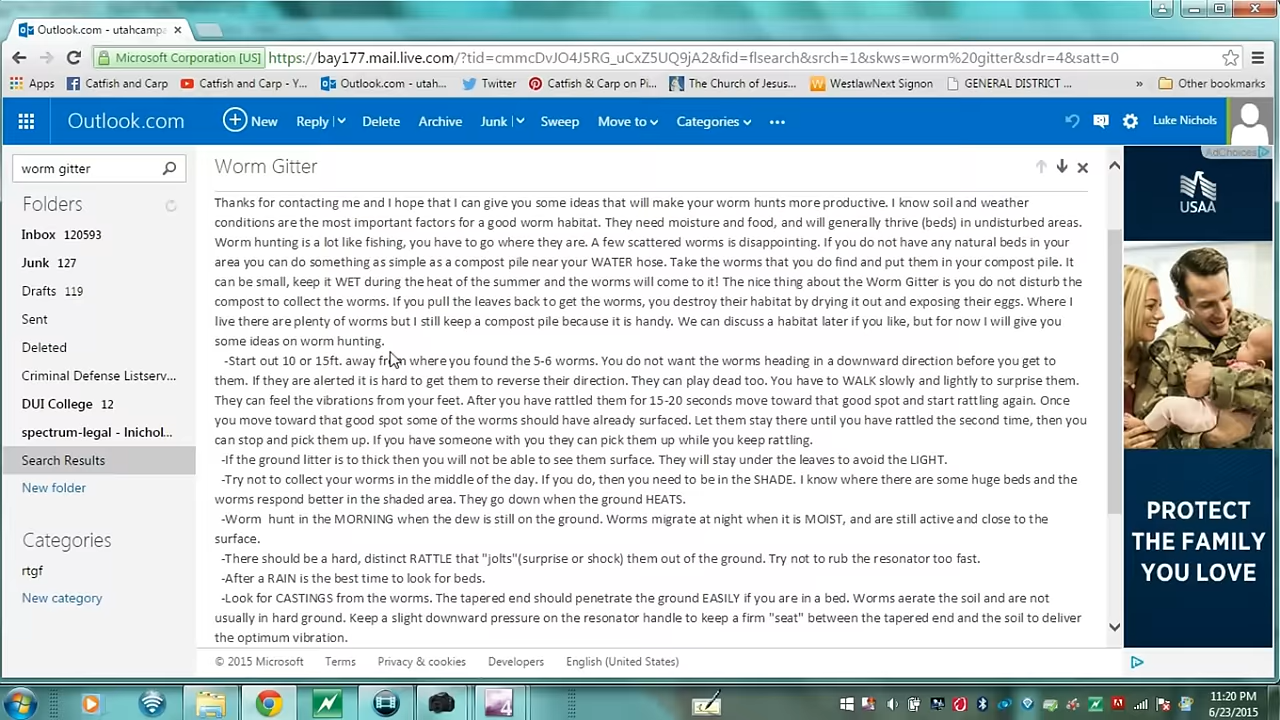 Outlook.com - utahcampa
Microsoft Corporation [US] https://bay177.mail.live.com/?tid=cmmcDvIO4J5RG_uCxZ5UQ9jA2&fid=flsearch&srch=1&skws=worm%20gitter&sdr=4&satt=0
Apps Catfish and Carp Catfish and Carp - Y... Outlook.com - utah... Twitter Catfish & Carp on Pi... The Church of Jesus... WestlawNext Signon GENERAL DISTRICT ... » Other bookmarks
Outlook.com New Reply Delete Archive Junk Sweep Move to Categories ••• Luke Nichols
worm gitter
Folders
Inbox 120593
Junk 127
Drafts 119
Sent
Deleted
Criminal Defense Listserv...
DUI College 12
spectrum-legal - lnichol...
Search Results
New folder
Categories
rtgf
New category
Worm Gitter
Thanks for contacting me and I hope that I can give you some ideas that will make your worm hunts more productive. I know soil and weather
conditions are the most important factors for a good worm habitat. They need moisture and food, and will generally thrive (beds) in undisturbed areas.
Worm hunting is a lot like fishing, you have to go where they are. A few scattered worms is disappointing. If you do not have any natural beds in your
area you can do something as simple as a compost pile near your WATER hose. Take the worms that you do find and put them in your compost pile. It
can be small, keep it WET during the heat of the summer and the worms will come to it! The nice thing about the Worm Gitter is you do not disturb the
compost to collect the worms. If you pull the leaves back to get the worms, you destroy their habitat by drying it out and exposing their eggs. Where I
live there are plenty of worms but I still keep a compost pile because it is handy. We can discuss a habitat later if you like, but for now I will give you
some ideas on worm hunting.
-Start out 10 or 15ft. away from where you found the 5-6 worms. You do not want the worms heading in a downward direction before you get to
them. If they are alerted it is hard to get them to reverse their direction. They can play dead too. You have to WALK slowly and lightly to surprise them.
They can feel the vibrations from your feet. After you have rattled them for 15-20 seconds move toward that good spot and start rattling again. Once
you move toward that good spot some of the worms should have already surfaced. Let them stay there until you have rattled the second time, then you
can stop and pick them up. If you have someone with you they can pick them up while you keep rattling.
-If the ground litter is to thick then you will not be able to see them surface. They will stay under the leaves to avoid the LIGHT.
-Try not to collect your worms in the middle of the day. If you do, then you need to be in the SHADE. I know where there are some huge beds and the
worms respond better in the shaded area. They go down when the ground HEATS.
-Worm hunt in the MORNING when the dew is still on the ground. Worms migrate at night when it is MOIST, and are still active and close to the
surface.
-There should be a hard, distinct RATTLE that "jolts"(surprise or shock) them out of the ground. Try not to rub the resonator too fast.
-After a RAIN is the best time to look for beds.
-Look for CASTINGS from the worms. The tapered end should penetrate the ground EASILY if you are in a bed. Worms aerate the soil and are not
usually in hard ground. Keep a slight downward pressure on the resonator handle to keep a firm "seat" between the tapered end and the soil to deliver
the optimum vibration.
© 2015 Microsoft Terms Privacy & cookies Developers English (United States)
AdChoices
USAA
PROTECT
THE FAMILY
YOU LOVE
11:20 PM
6/23/2015